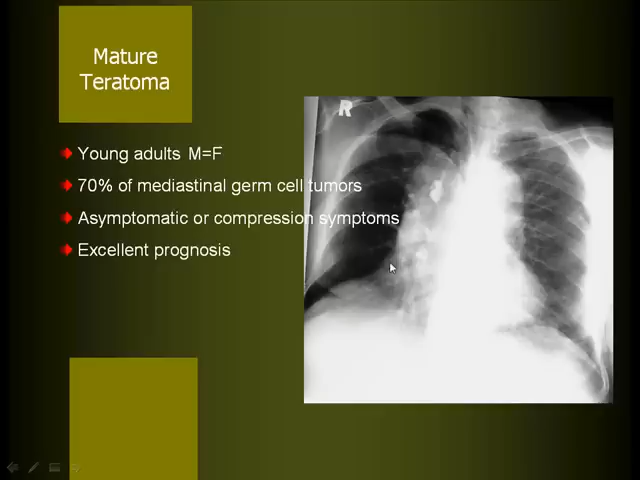 Mature
Teratoma
R
Young adults M=F
70% of mediastinal germ cell tumors
Asymptomatic or compression symptoms
Excellent prognosis